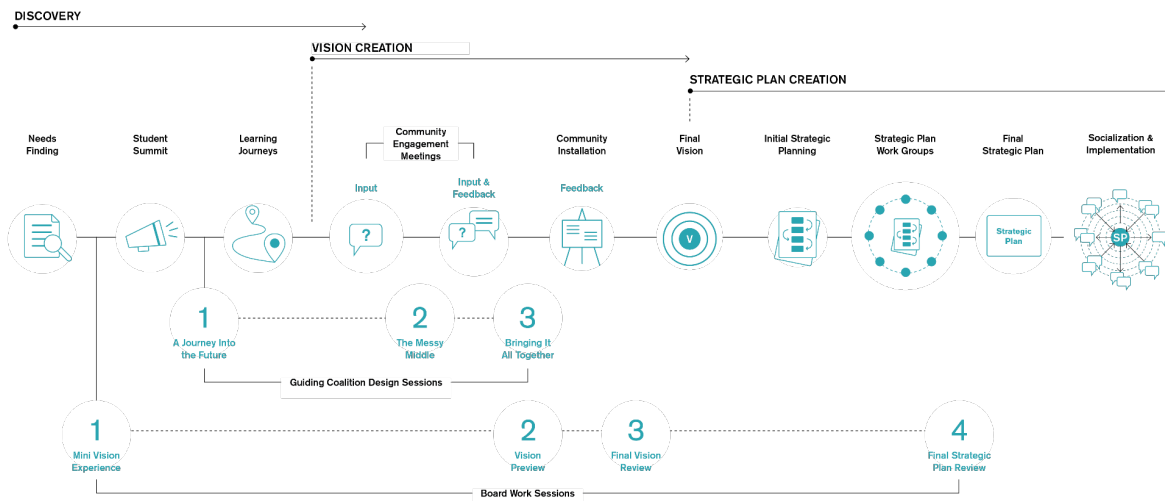 DISCOVERY
VISION CREATION
STRATEGIC PLAN CREATION
Needs
Finding
Student
Summit
Learning
Journeys
Community
Engagement
Meetings
Input
Input &
Feedback
Community
Installation
Feedback
Final
Vision
Initial Strategic
Planning
Strategic Plan
Work Groups
Final
Strategic Plan
Socialization &
Implementation
?
?
V
Strategic
Plan
SP
1
A Journey Into
the Future
2
The Messy
Middle
3
Bringing It
All Together
Guiding Coalition Design Sessions
1
Mini Vision
Experience
2
Vision
Preview
3
Final Vision
Review
4
Final Strategic
Plan Review
Board Work Sessions